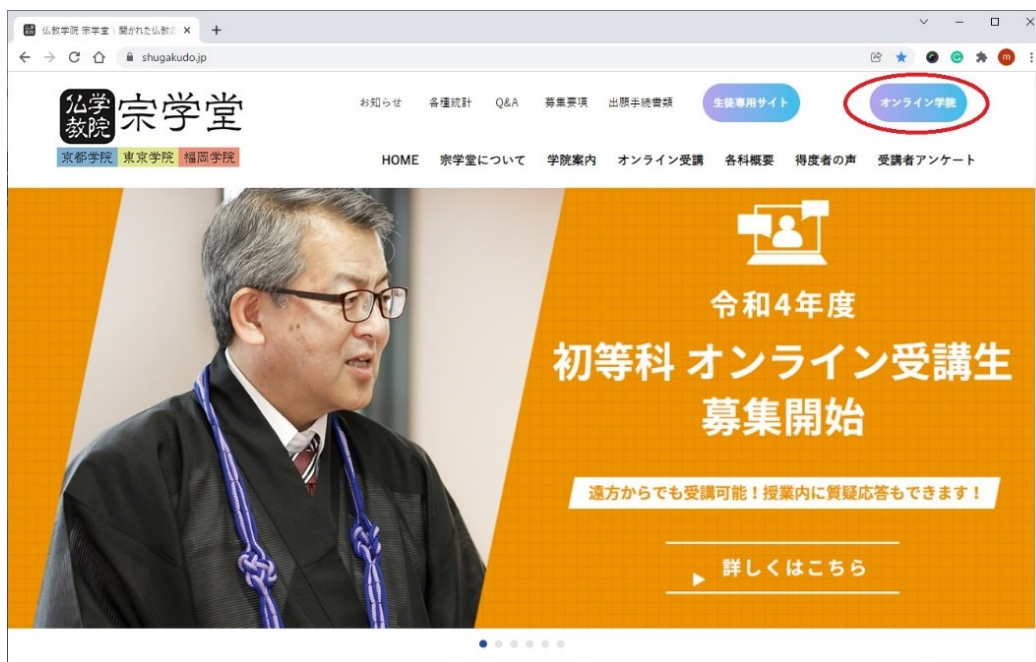 仏教学院 宗学堂｜開かれた仏教の
shugakudo.jp
m
仏学
教院
宗学堂
京都学院 東京学院 福岡学院
お知らせ 各種統計 Q&A 募集要項 出願手続書類 生徒専用サイト オンライン学院
HOME 宗学堂について 学院案内 オンライン受講 各科概要 得度者の声 受講者アンケート
令和4年度
初等科 オンライン受講生
募集開始
遠方からでも受講可能！授業内に質疑応答もできます！
詳しくはこちら